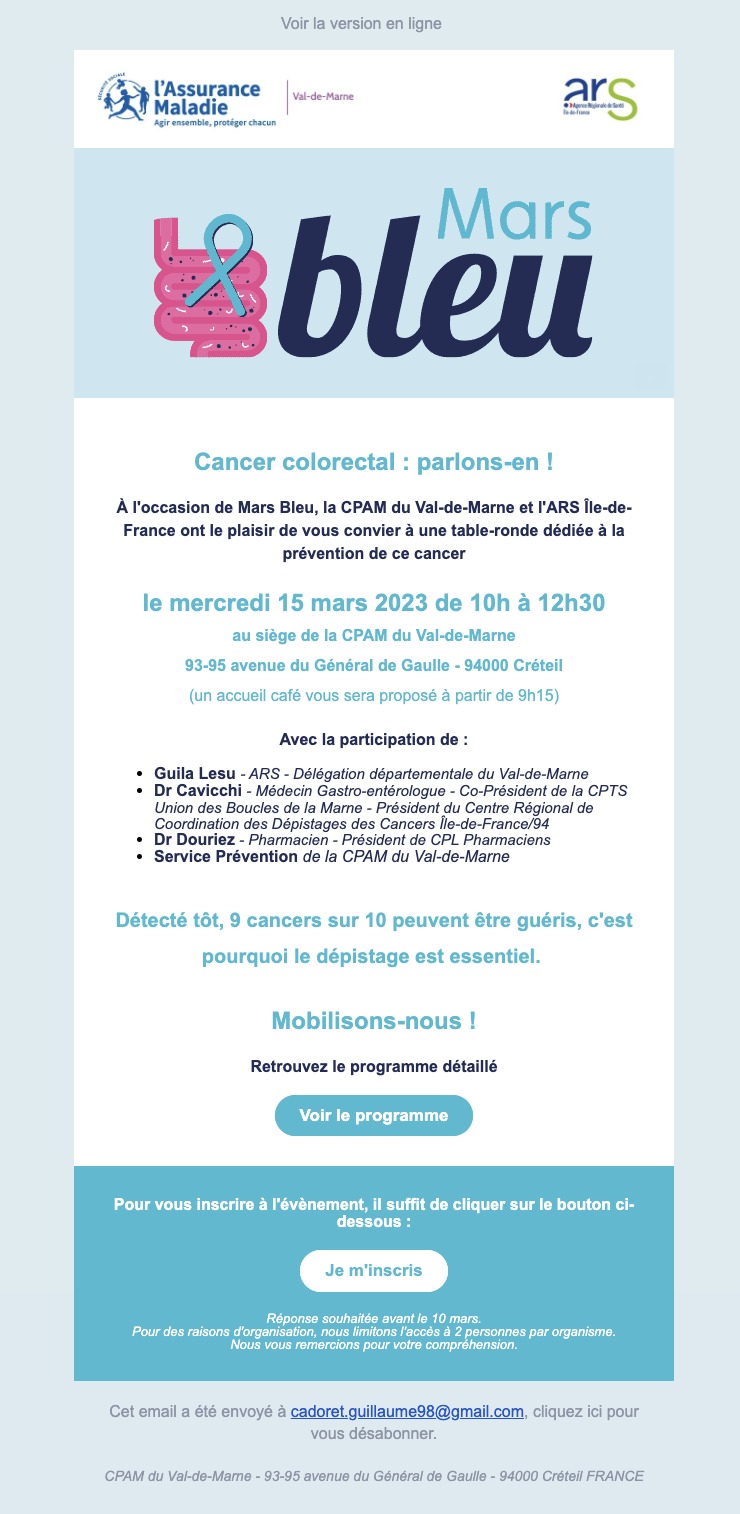 Voir la version en ligne
SÉCURITÉ SOCIALE
l'Assurance
Maladie
Agir ensemble, protéger chacun
Val-de-Marne
ars
Agence Régionale de Santé
Île-de-France
Mars
bleu
Cancer colorectal : parlons-en !
À l'occasion de Mars Bleu, la CPAM du Val-de-Marne et l'ARS Île-de-
France ont le plaisir de vous convier à une table-ronde dédiée à la
prévention de ce cancer
le mercredi 15 mars 2023 de 10h à 12h30
au siège de la CPAM du Val-de-Marne
93-95 avenue du Général de Gaulle - 94000 Créteil
(un accueil café vous sera proposé à partir de 9h15)
Avec la participation de :
• Guila Lesu - ARS - Délégation départementale du Val-de-Marne
• Dr Cavicchi - Médecin Gastro-entérologue - Co-Président de la CPTS
Union des Boucles de la Marne - Président du Centre Régional de
Coordination des Dépistages des Cancers Île-de-France/94
• Dr Douriez - Pharmacien - Président de CPL Pharmaciens
• Service Prévention de la CPAM du Val-de-Marne
Détecté tôt, 9 cancers sur 10 peuvent être guéris, c'est
pourquoi le dépistage est essentiel.
Mobilisons-nous !
Retrouvez le programme détaillé
Voir le programme
Pour vous inscrire à l'évènement, il suffit de cliquer sur le bouton ci-
dessous :
Je m'inscris
Réponse souhaitée avant le 10 mars.
Pour des raisons d'organisation, nous limitons l'accès à 2 personnes par organisme.
Nous vous remercions pour votre compréhension.
Cet email a été envoyé à cadoret.guillaume98@gmail.com, cliquez ici pour
vous désabonner.
CPAM du Val-de-Marne - 93-95 avenue du Général de Gaulle - 94000 Créteil FRANCE